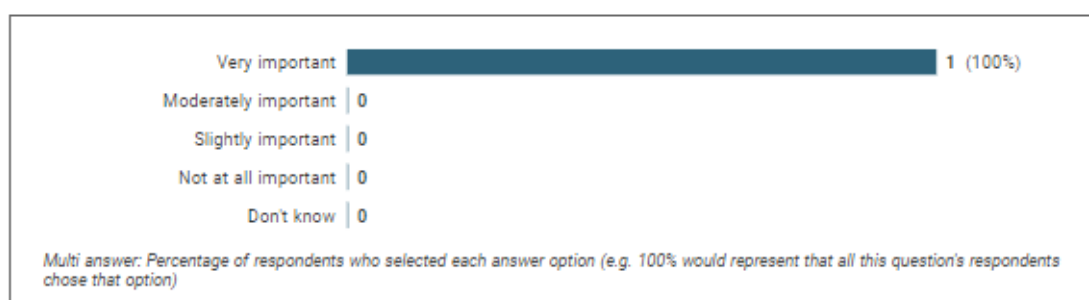 Very important 1 (100%)
Moderately important 0
Slightly important 0
Not at all important 0
Don't know 0
Multi answer: Percentage of respondents who selected each answer option (e.g. 100% would represent that all this question's respondents
chose that option)